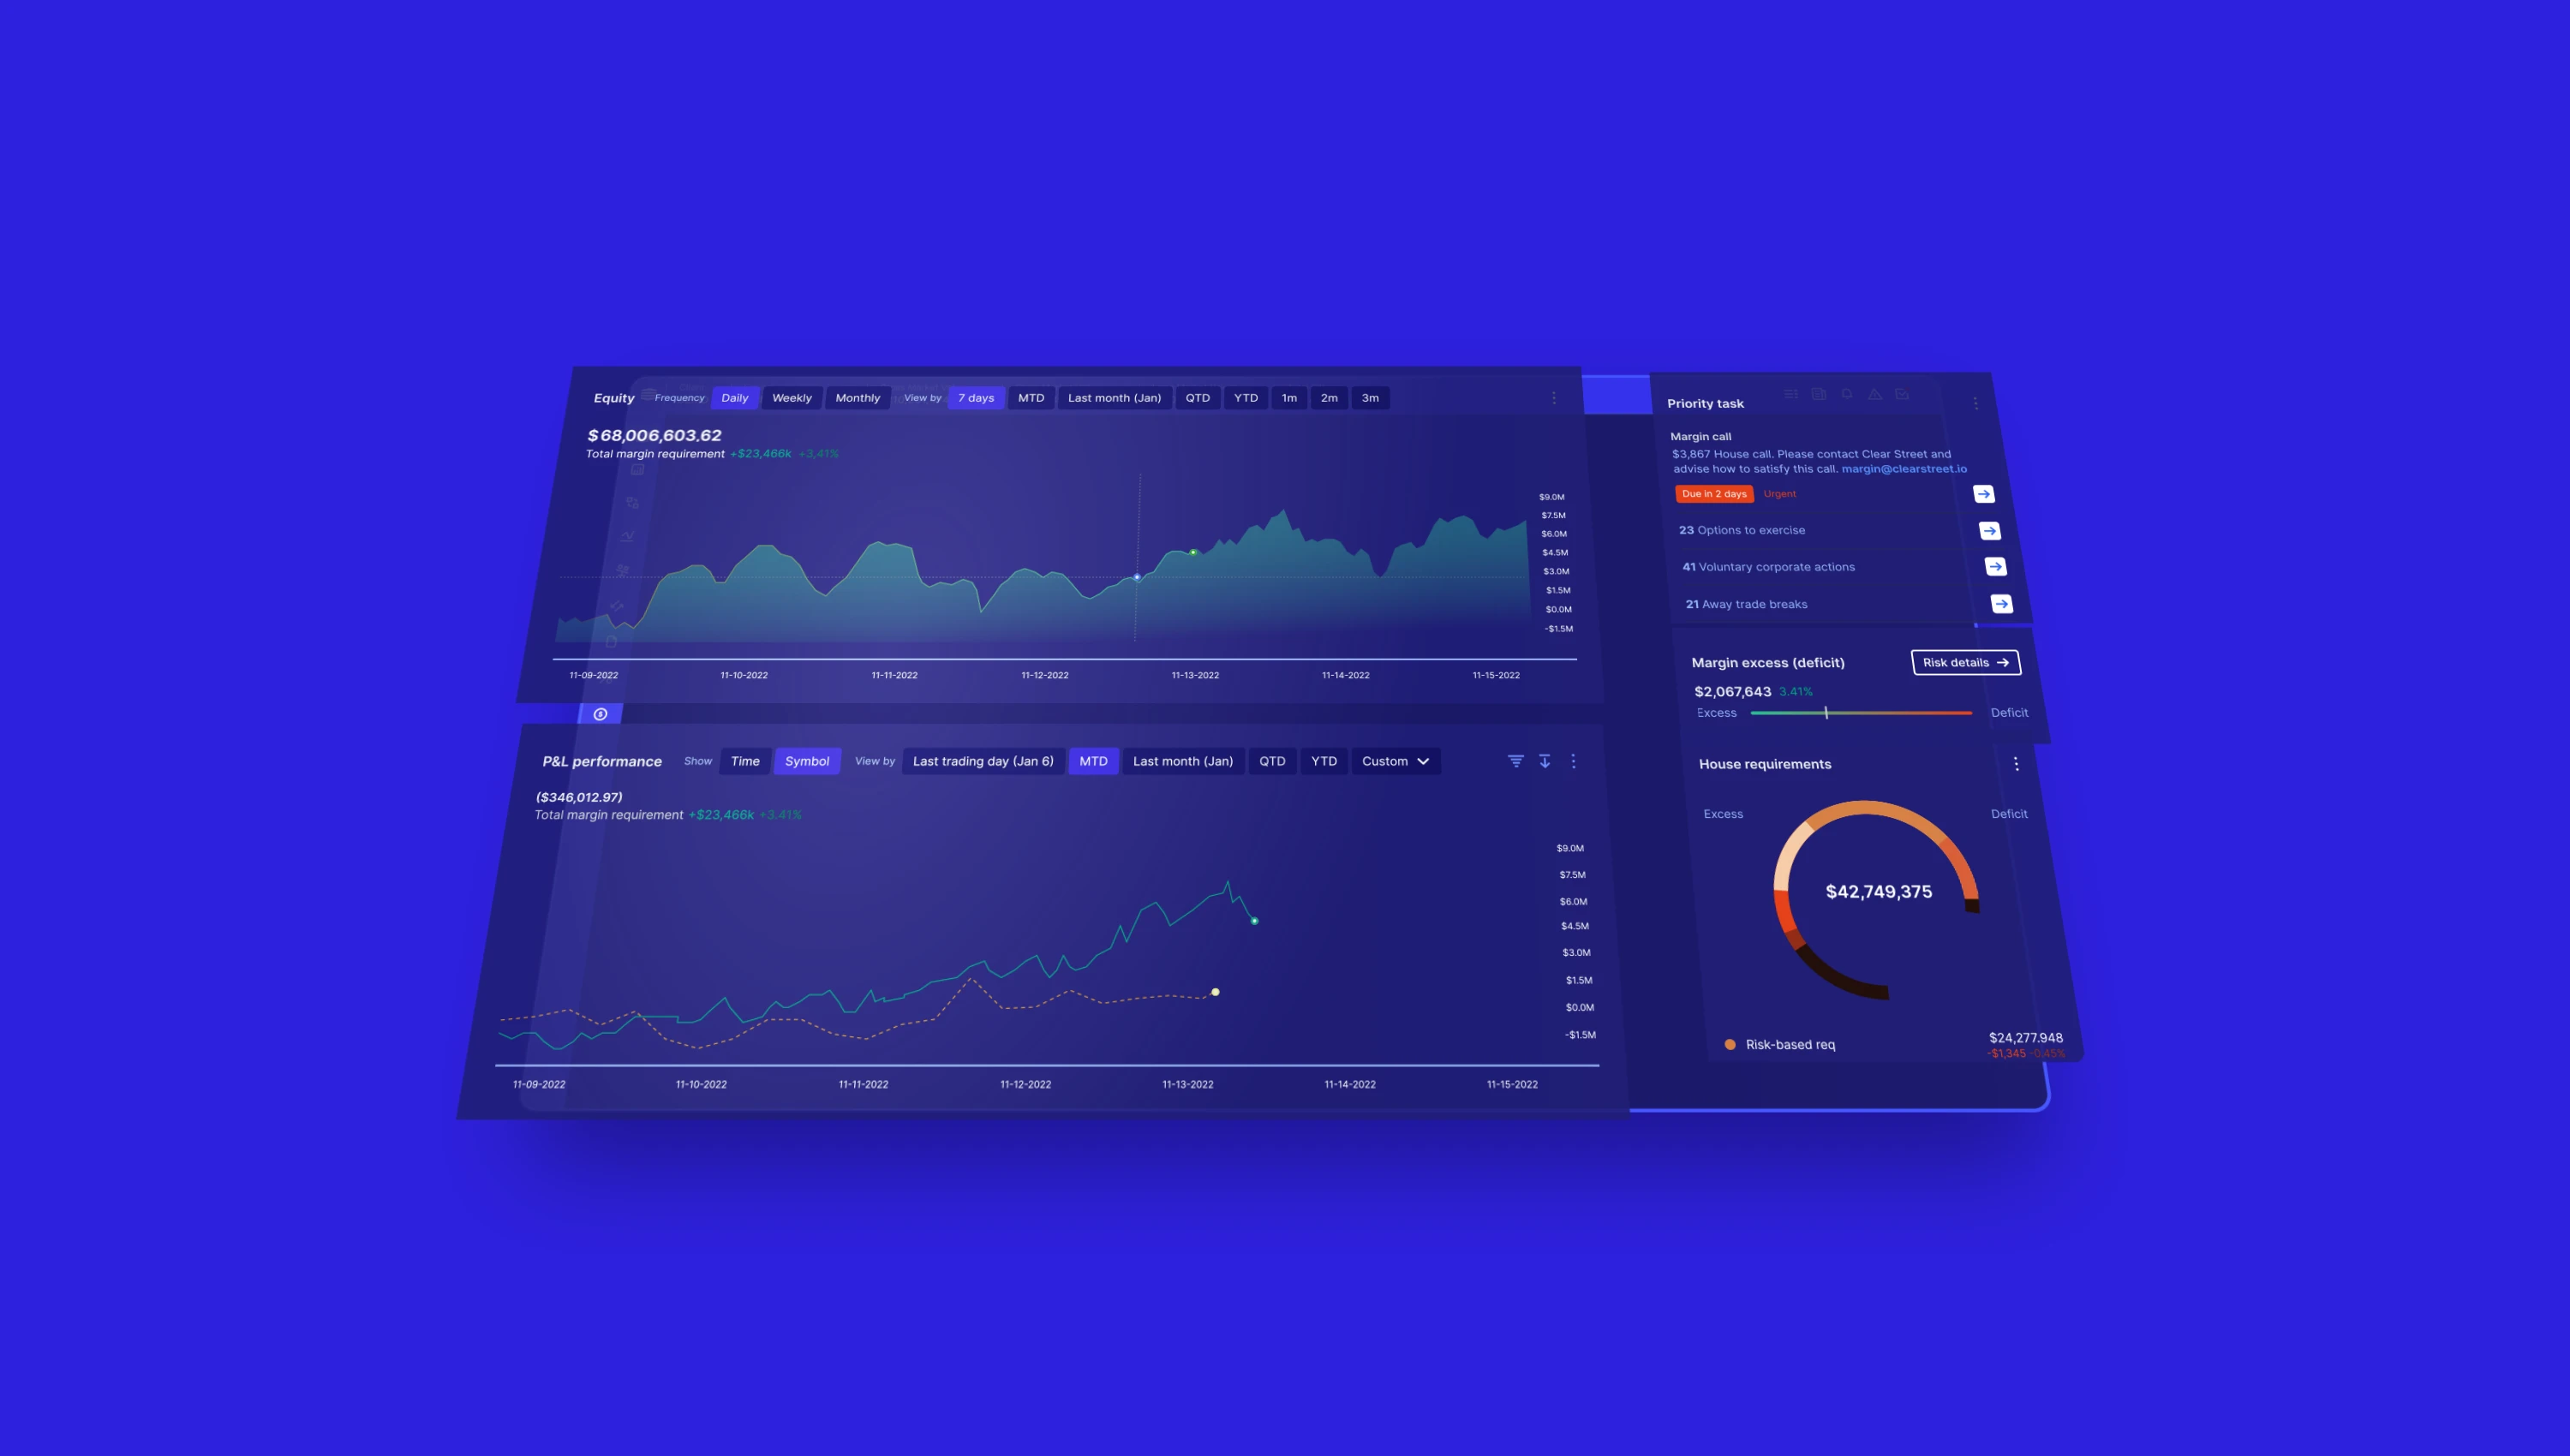 Equity Frequency Daily Weekly Monthly View by 7 days MTD Last month (Jan) QTD YTD 1m 2m 3m
$68,006,603.62
Total margin requirement +$23,466k +3,41%
$9.0M
$7.5M
$6.0M
$4.5M
$3.0M
$1.5M
$0.0M
-$1.5M
11-09-2022 11-10-2022 11-11-2022 11-12-2022 11-13-2022 11-14-2022 11-15-2022
P&L performance Show Time Symbol View by Last trading day (Jan 6) MTD Last month (Jan) QTD YTD Custom
($346,012.97)
Total margin requirement +$23,466k +3.41%
$9.0M
$7.5M
$6.0M
$4.5M
$3.0M
$1.5M
$0.0M
-$1.5M
11-09-2022 11-10-2022 11-11-2022 11-12-2022 11-13-2022 11-14-2022 11-15-2022
Priority task
Margin call
$3,867 House call. Please contact Clear Street and
advise how to satisfy this call. margin@clearstreet.io
Due in 2 days Urgent
23 Options to exercise
41 Voluntary corporate actions
21 Away trade breaks
Margin excess (deficit) Risk details
$2,067,643 3.41%
Excess Deficit
House requirements
Excess Deficit
$42,749,375
Risk-based req $24,277.948
-$1,345 -0.45%